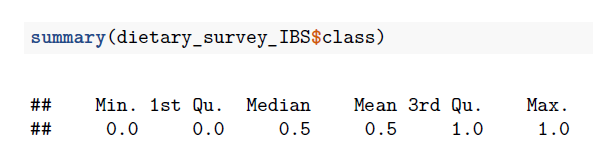 summary(dietary_survey_IBS$class)
## Min. 1st Qu. Median Mean 3rd Qu. Max.
## 0.0 0.0 0.5 0.5 1.0 1.0